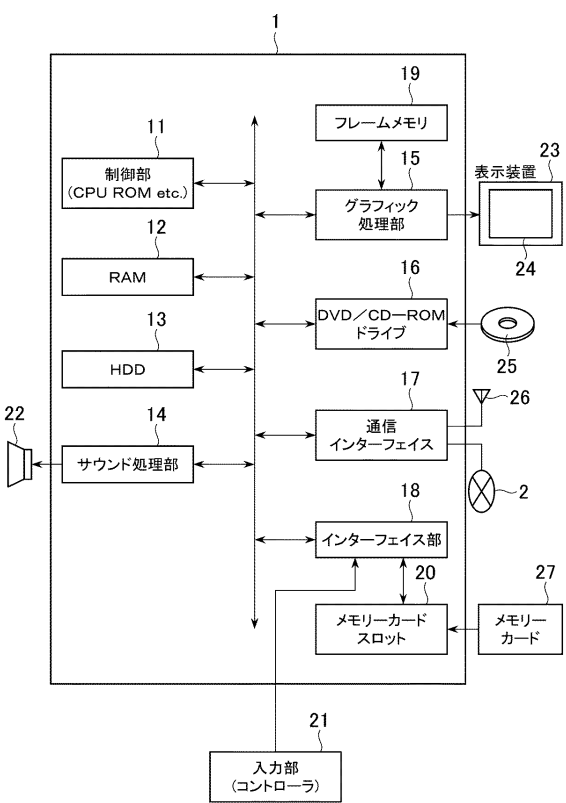 1
19
フレームメモリ
11
制御部
(CPU ROM etc.)
15
グラフィック
処理部
表示装置
23
24
12
RAM
16
DVD／CD－ROM
ドライブ
25
13
HDD
17
通信
インターフェイス
26
2
22
14
サウンド処理部
18
インターフェイス部
20
メモリーカード
スロット
27
メモリー
カード
21
入力部
(コントローラ)